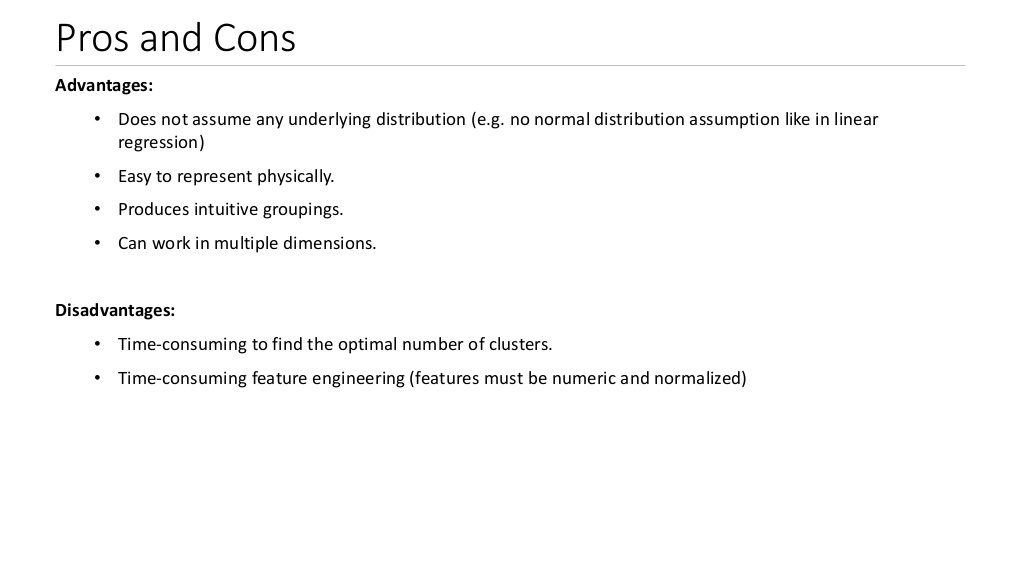 Pros and Cons
Advantages:
• Does not assume any underlying distribution (e.g. no normal distribution assumption like in linear
regression)
• Easy to represent physically.
• Produces intuitive groupings.
• Can work in multiple dimensions.
Disadvantages:
• Time-consuming to find the optimal number of clusters.
• Time-consuming feature engineering (features must be numeric and normalized)